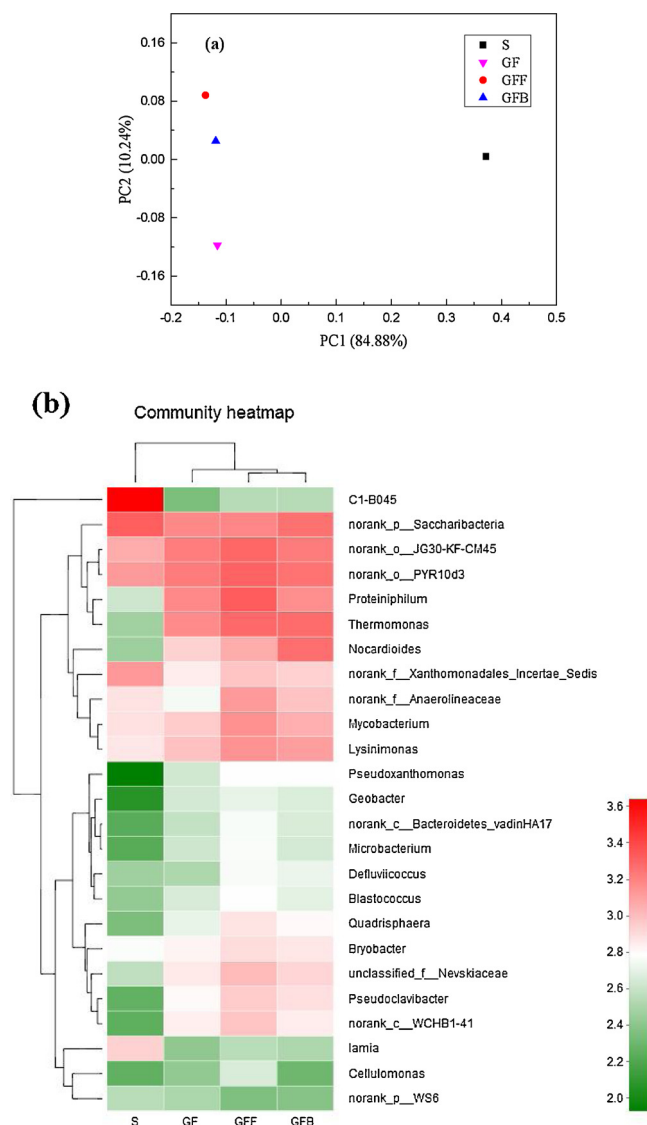 (a)
S
GF
GFF
GFB
0.16
0.08
0.00
-0.08
-0.16
PC2 (10.24%)
-0.2 -0.1 0.0 0.1 0.2 0.3 0.4 0.5
PC1 (84.88%)
(b)
Community heatmap
C1-B045
norank_p__Saccharibacteria
norank_o__JG30-KF-CM45
norank_o__PYR10d3
Proteiniphilum
Thermomonas
Nocardioides
norank_f__Xanthomonadales_Incertae_Sedis
norank_f__Anaerolineaceae
Mycobacterium
Lysinimonas
Pseudoxanthomonas
Geobacter
norank_c__Bacteroidetes_vadinHA17
Microbacterium
Defluviicoccus
Blastococcus
Quadrisphaera
Bryobacter
unclassified_f__Nevskiaceae
Pseudoclavibacter
norank_c__WCHB1-41
Iamia
Cellulomonas
norank_p__WS6
3.6
3.4
3.2
3.0
2.8
2.6
2.4
2.3
2.1
2.0
S GF GFF GFB